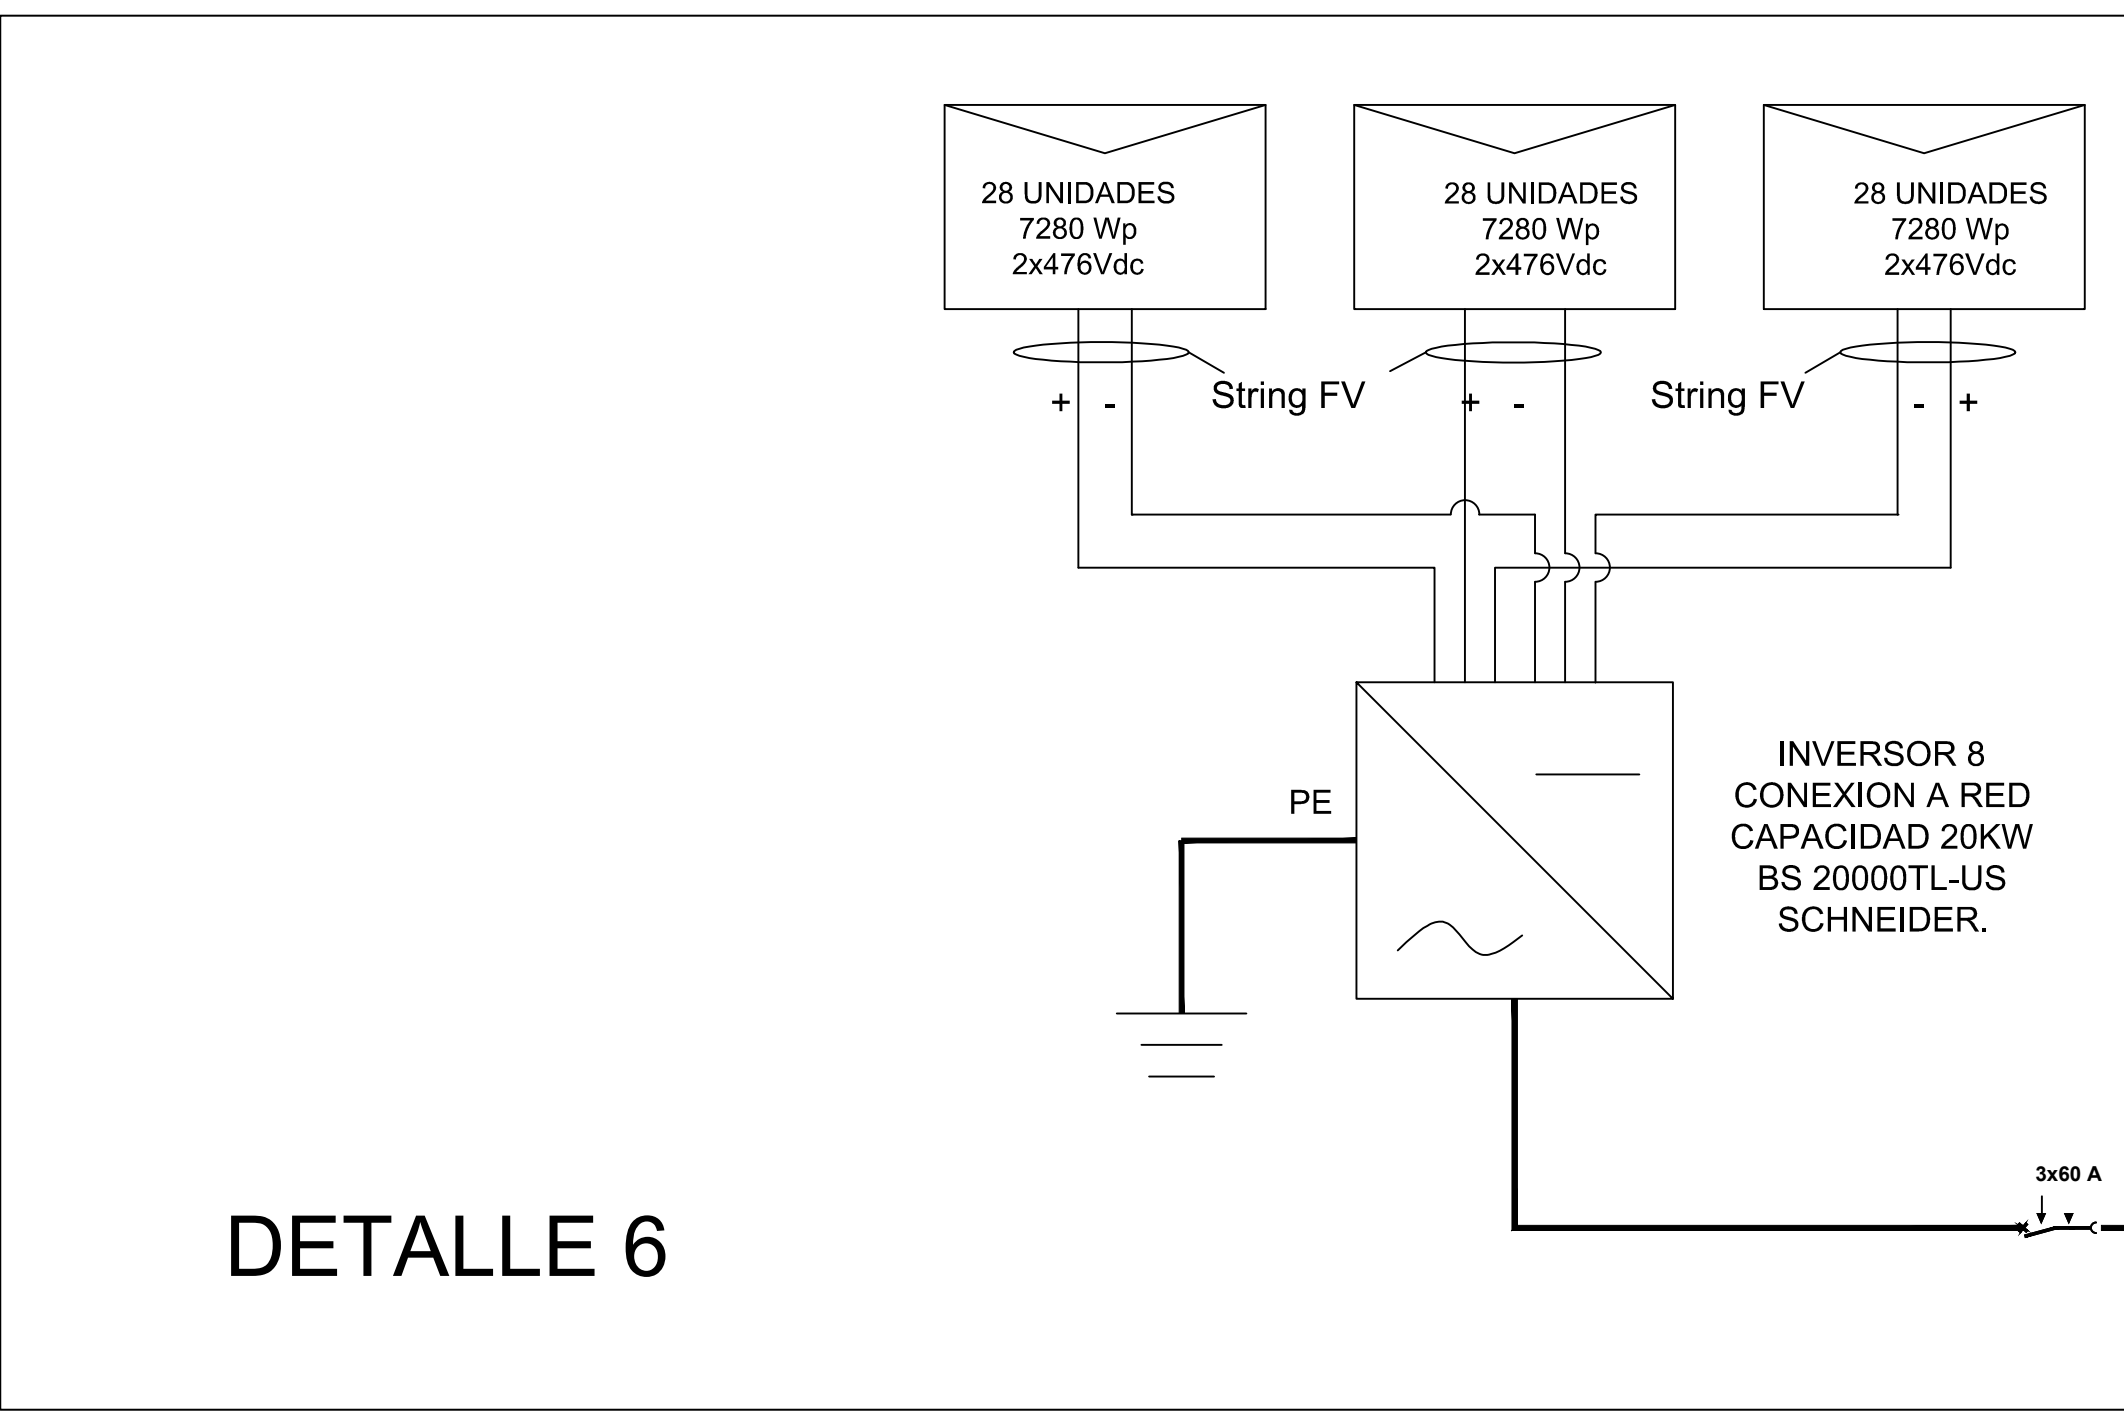 28 UNIDADES
7280 Wp
2x476Vdc
28 UNIDADES
7280 Wp
2x476Vdc
28 UNIDADES
7280 Wp
2x476Vdc
String FV
String FV
+ -
+ -
- +
PE
INVERSOR 8
CONEXION A RED
CAPACIDAD 20KW
BS 20000TL-US
SCHNEIDER.
3x60 A
DETALLE 6